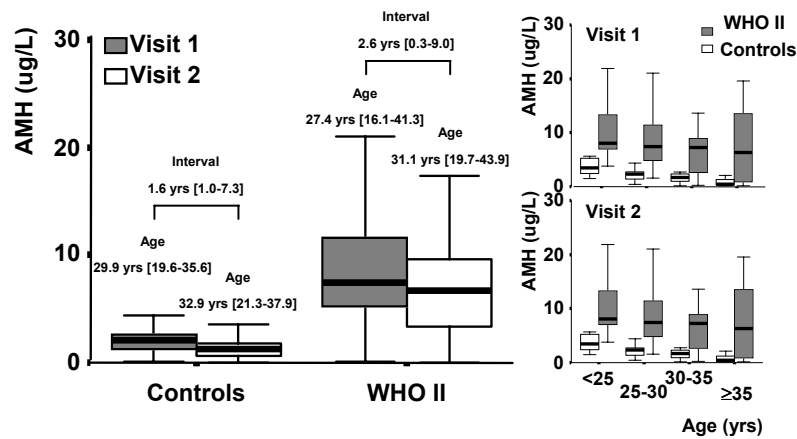 AMH (ug/L)
30
20
10
0
Visit 1
Visit 2
Interval
2.6 yrs [0.3-9.0]
Age
27.4 yrs [16.1-41.3]
Age
31.1 yrs [19.7-43.9]
Interval
1.6 yrs [1.0-7.3]
Age
29.9 yrs [19.6-35.6]
Age
32.9 yrs [21.3-37.9]
Controls
WHO II
AMH (ug/L)
30
20
10
0
Visit 1
WHO II
Controls
AMH (ug/L)
30
20
10
0
Visit 2
<25
25-30
30-35
≥35
Age (yrs)